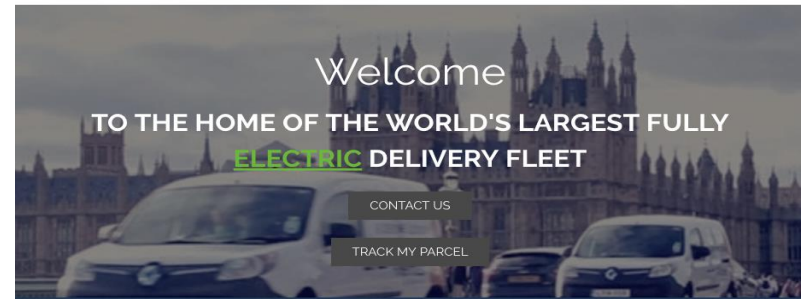 Welcome
TO THE HOME OF THE WORLD'S LARGEST FULLY
ELECTRIC DELIVERY FLEET
CONTACT US
TRACK MY PARCEL